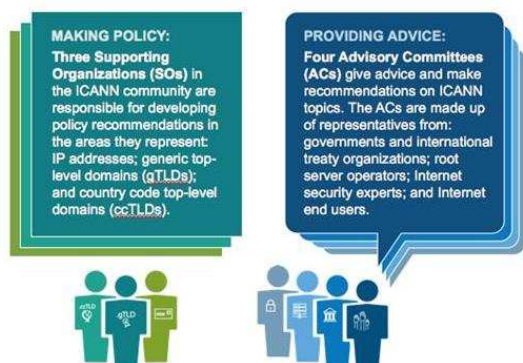 MAKING POLICY:
Three Supporting
Organizations (SOs) in
the ICANN community are
responsible for developing
policy recommendations in
the areas they represent:
IP addresses; generic top-
level domains (gTLDs);
and country code top-level
domains (ccTLDs).
PROVIDING ADVICE:
Four Advisory Committees
(ACs) give advice and make
recommendations on ICANN
topics. The ACs are made up
of representatives from:
governments and international
treaty organizations; root
server operators; Internet
security experts; and Internet
end users.
ccTLD
gTLD